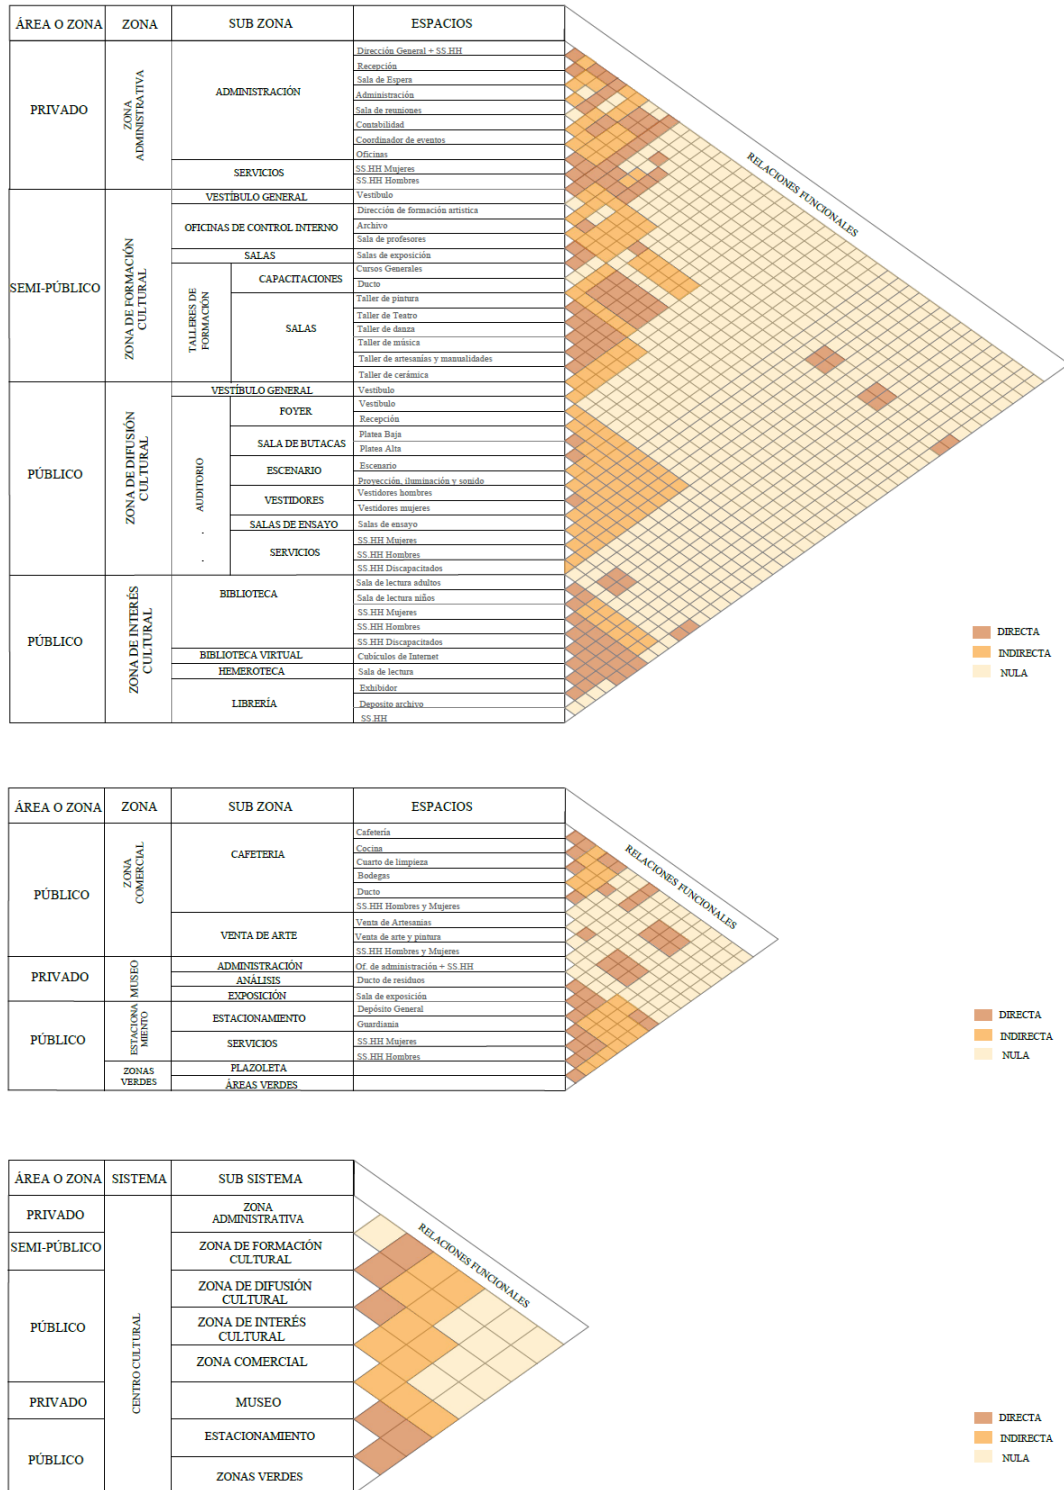 ÁREA O ZONA ZONA SUB ZONA ESPACIOS
RELACIONES FUNCIONALES
PRIVADO
ZONA
ADMINISTRATIVA
ADMINISTRACIÓN
Dirección General + SS.HH
Recepción
Sala de Espera
Administración
Sala de reuniones
Contabilidad
Coordinador de eventos
Oficinas
SERVICIOS
SS.HH Mujeres
SS.HH Hombres
SEMI-PÚBLICO
ZONA DE FORMACIÓN
CULTURAL
VESTÍBULO GENERAL
Vestíbulo
OFICINAS DE CONTROL INTERNO
Dirección de formación artistica
Archivo
Sala de profesores
SALAS
Salas de exposición
TALLERES DE
FORMACIÓN
CAPACITACIONES
Cursos Generales
Ducto
SALAS
Taller de pintura
Taller de Teatro
Taller de danza
Taller de música
Taller de artesanías y manualidades
Taller de cerámica
PÚBLICO
ZONA DE DIFUSIÓN
CULTURAL
VESTÍBULO GENERAL
Vestíbulo
AUDITORIO
FOYER
Vestíbulo
Recepción
SALA DE BUTACAS
Platea Baja
Platea Alta
ESCENARIO
Escenario
Proyección, iluminación y sonido
VESTIDORES
Vestidores hombres
Vestidores mujeres
SALAS DE ENSAYO
Salas de ensayo
SERVICIOS
SS.HH Mujeres
SS.HH Hombres
SS.HH Discapacitados
PÚBLICO
ZONA DE INTERÉS
CULTURAL
BIBLIOTECA
Sala de lectura adultos
Sala de lectura niños
SS.HH Mujeres
SS.HH Hombres
SS.HH Discapacitados
BIBLIOTECA VIRTUAL
Cubículos de Internet
HEMEROTECA
Sala de lectura
LIBRERÍA
Exhibidor
Deposito archivo
SS.HH
DIRECTA
INDIRECTA
NULA
ÁREA O ZONA ZONA SUB ZONA ESPACIOS
RELACIONES FUNCIONALES
PÚBLICO
ZONA
COMERCIAL
CAFETERIA
Cafetería
Cocina
Cuarto de limpieza
Bodegas
Ducto
SS.HH Hombres y Mujeres
VENTA DE ARTE
Venta de Artesanias
Venta de arte y pintura
SS.HH Hombres y Mujeres
PRIVADO
MUSEO
ADMINISTRACIÓN
Of. de administración + SS.HH
ANÁLISIS
Ducto de residuos
EXPOSICIÓN
Sala de exposición
PÚBLICO
ESTACIONA
MIENTO
ESTACIONAMIENTO
Depósito General
Guardiania
SERVICIOS
SS.HH Mujeres
SS.HH Hombres
ZONAS
VERDES
PLAZOLETA
ÁREAS VERDES
DIRECTA
INDIRECTA
NULA
ÁREA O ZONA SISTEMA SUB SISTEMA
RELACIONES FUNCIONALES
CENTRO CULTURAL
PRIVADO
ZONA
ADMINISTRATIVA
SEMI-PÚBLICO
ZONA DE FORMACIÓN
CULTURAL
PÚBLICO
ZONA DE DIFUSIÓN
CULTURAL
ZONA DE INTERÉS
CULTURAL
ZONA COMERCIAL
PRIVADO
MUSEO
PÚBLICO
ESTACIONAMIENTO
ZONAS VERDES
DIRECTA
INDIRECTA
NULA